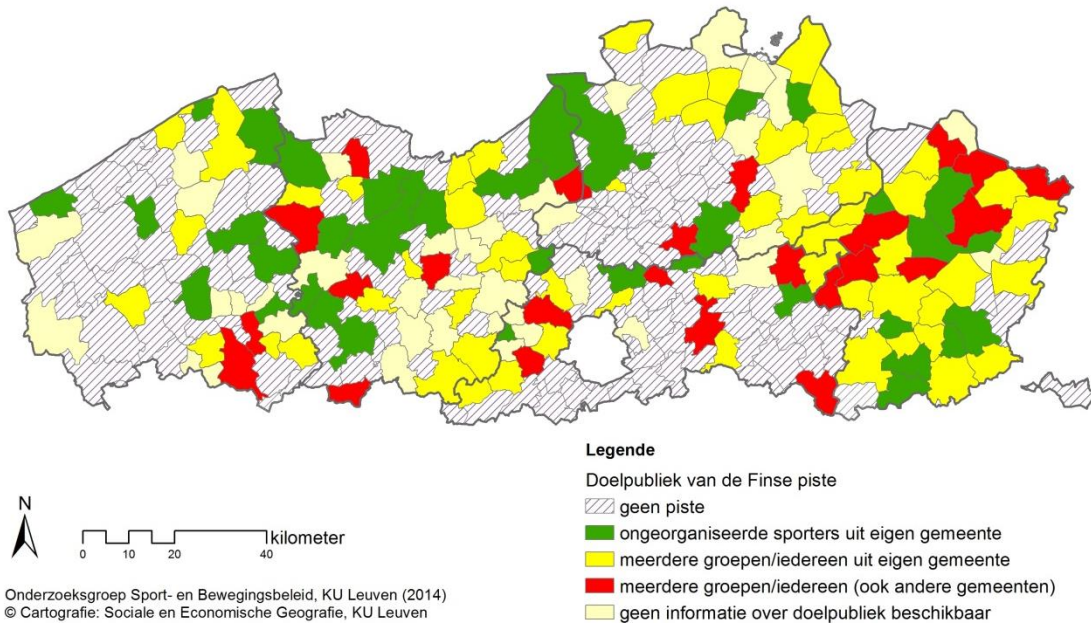 Legende
Doelpubliek van de Finse piste
geen piste
ongeorganiseerde sporters uit eigen gemeente
meerdere groepen/iedereen uit eigen gemeente
meerdere groepen/iedereen (ook andere gemeenten)
geen informatie over doelpubliek beschikbaar
N
kilometer
0 5 10 20 40
Onderzoeksgroep Sport- en Bewegingsbeleid, KU Leuven (2014)
© Cartografie: Sociale en Economische Geografie, KU Leuven